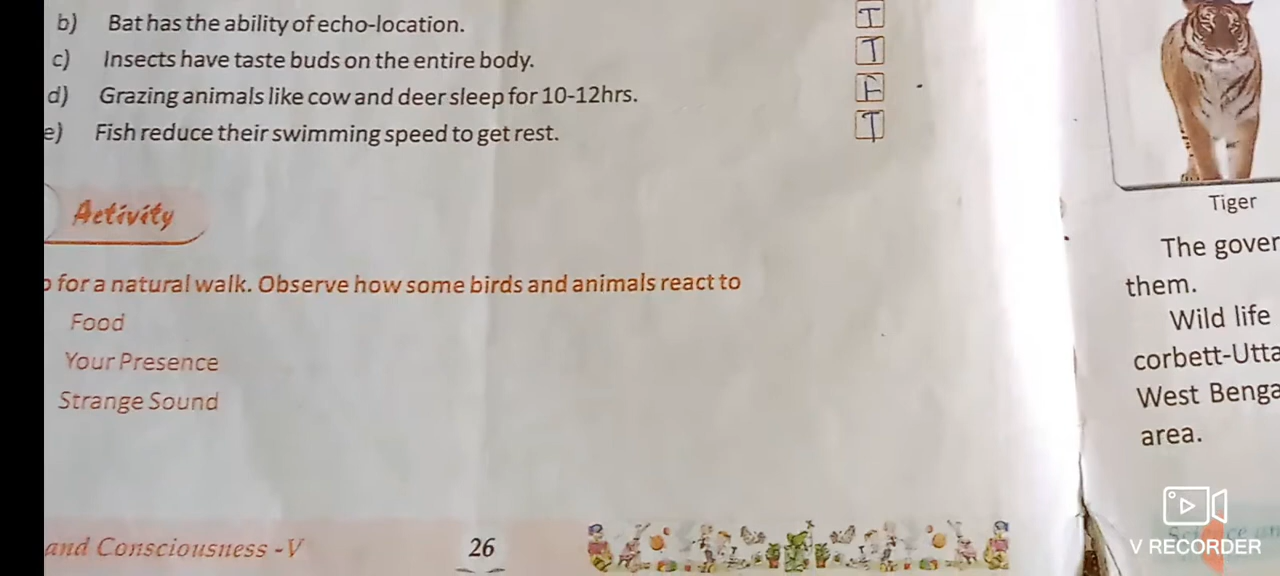 b) Bat has the ability of echo-location. T
c) Insects have taste buds on the entire body. T
d) Grazing animals like cow and deer sleep for 10-12hrs. F
e) Fish reduce their swimming speed to get rest. T
Activity
for a natural walk. Observe how some birds and animals react to
Food
Your Presence
Strange Sound
and Consciousness -V 26
Tiger
The gover
them.
Wild life
corbett-Utta
West Benga
area.
V RECORDER